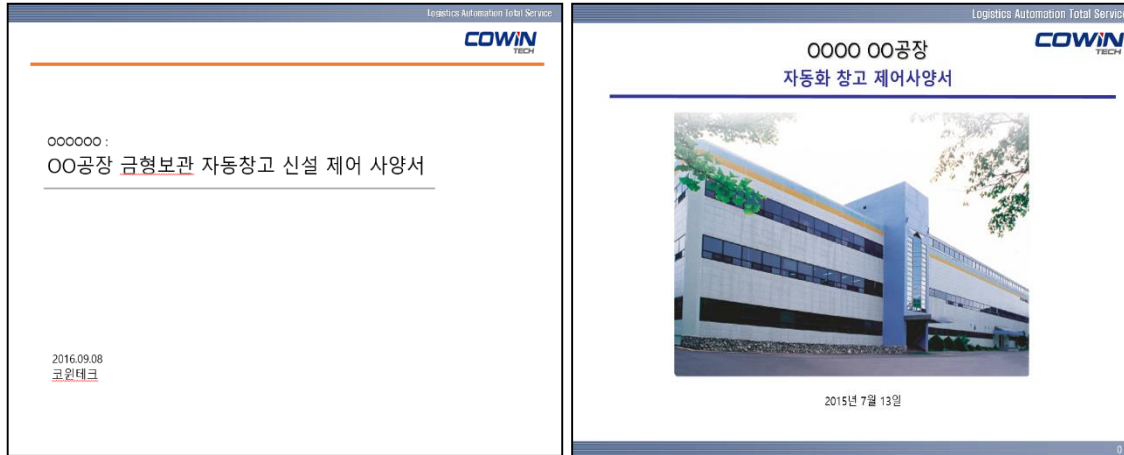 Logistics Automation Total Service
COWIN
TECH
OOOOOO :
OO공장 금형보관 자동창고 신설 제어 사양서
2016.09.08
코윈테크
Logistics Automation Total Service
COWIN
TECH
OOOO OO공장
자동화 창고 제어사양서
2015년 7월 13일
0